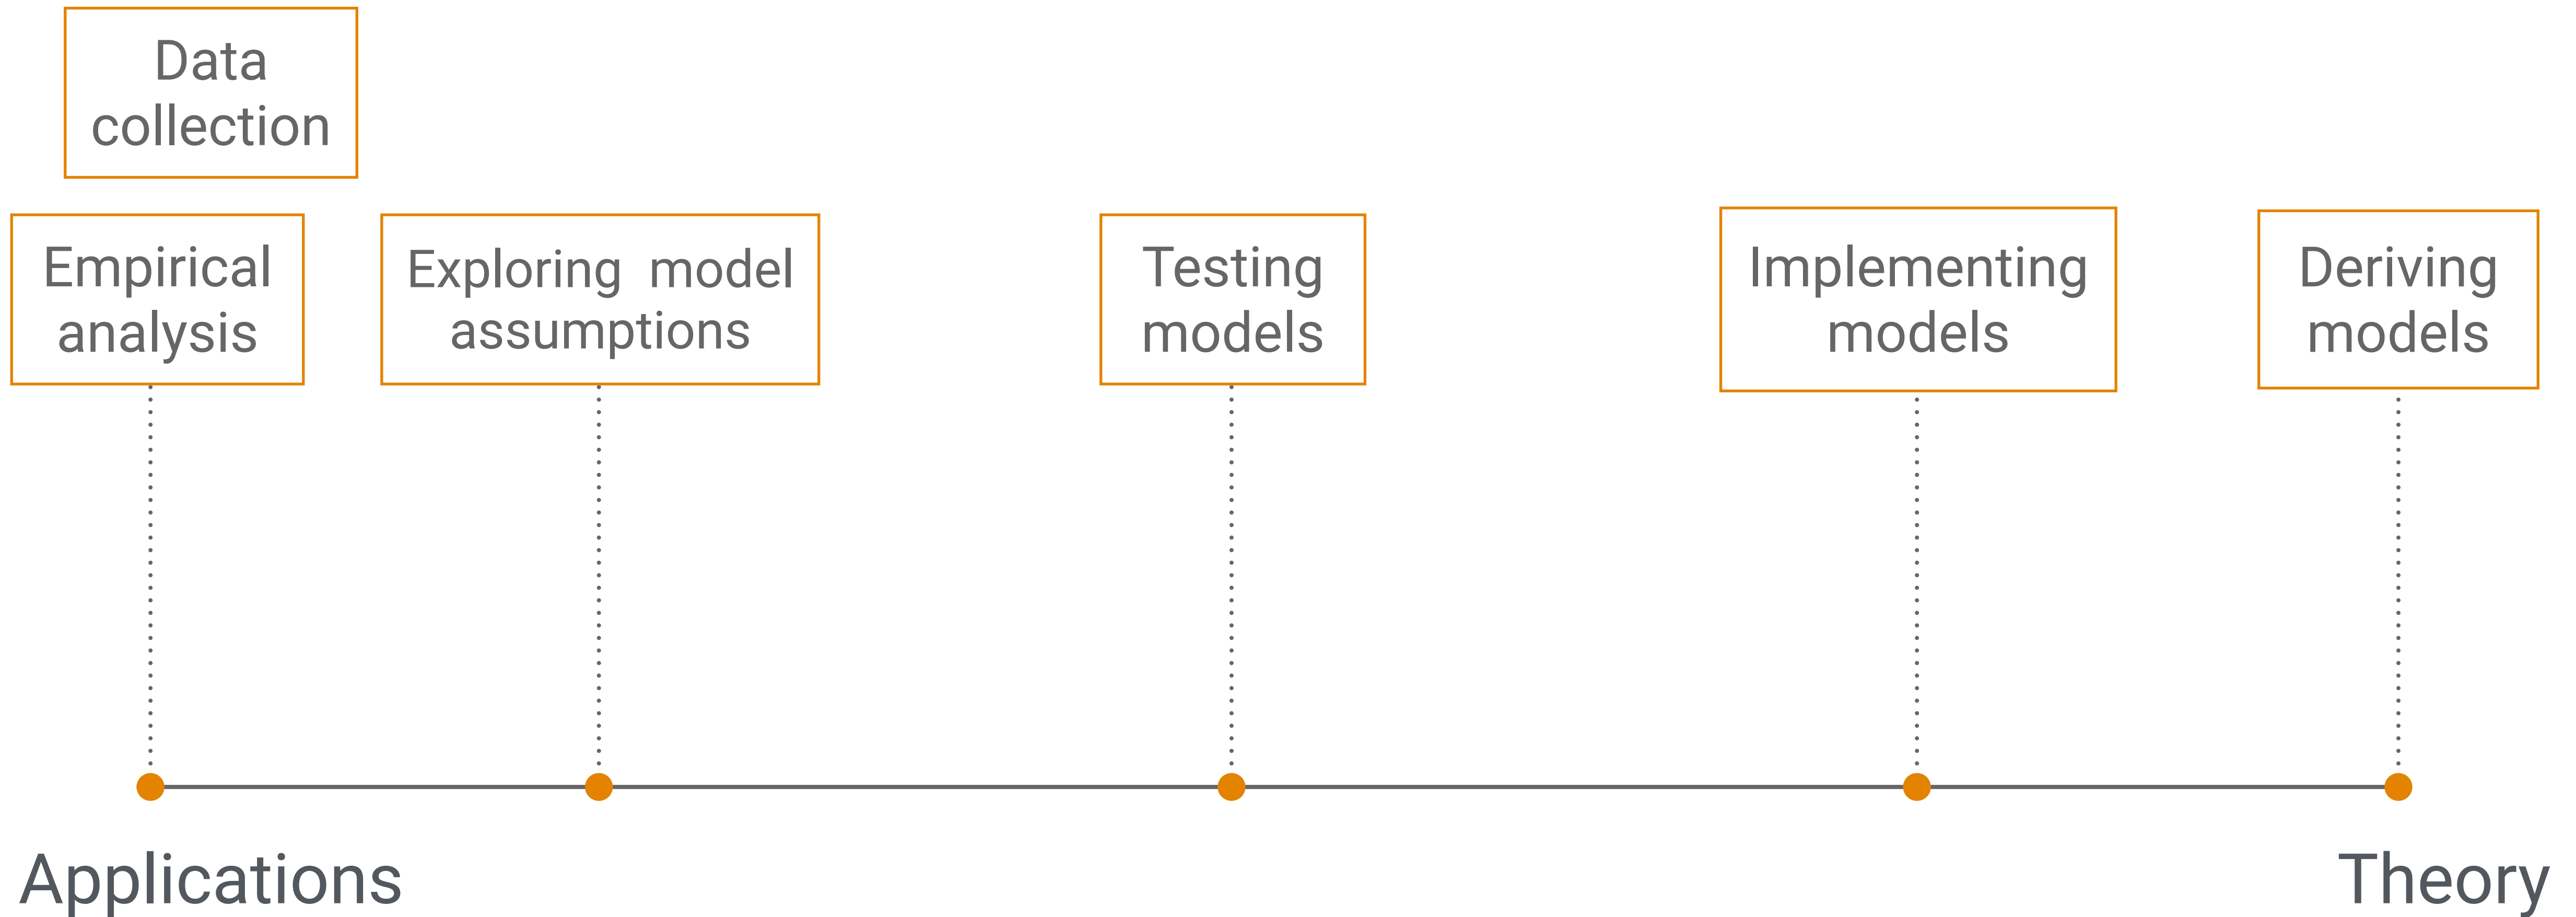 Data
collection
Empirical
analysis
Exploring model
assumptions
Testing
models
Implementing
models
Deriving
models
Applications
Theory